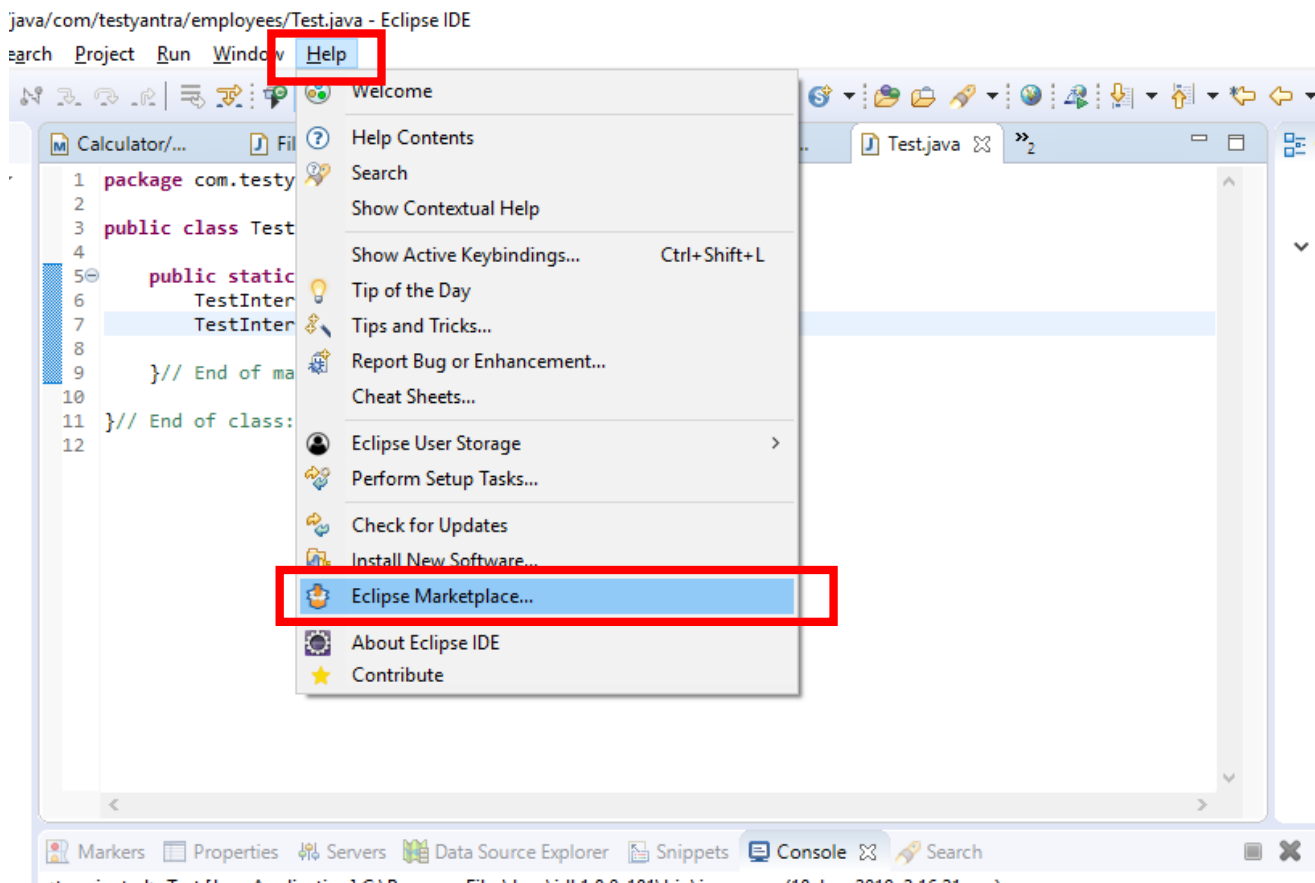 java/com/testyantra/employees/Test.java - Eclipse IDE
earch Project Run Window Help
Calculator/... Fil .. Test.java »2
Welcome
Help Contents
Search
Show Contextual Help
Show Active Keybindings... Ctrl+Shift+L
Tip of the Day
Tips and Tricks...
Report Bug or Enhancement...
Cheat Sheets...
Eclipse User Storage
Perform Setup Tasks...
Check for Updates
Install New Software...
Eclipse Marketplace...
About Eclipse IDE
Contribute
1 package com.testy
2
3 public class Test
4
5 public static
6 TestInter
7 TestInter
8
9 }// End of ma
10
11 }// End of class:
12
Markers Properties Servers Data Source Explorer Snippets Console Search